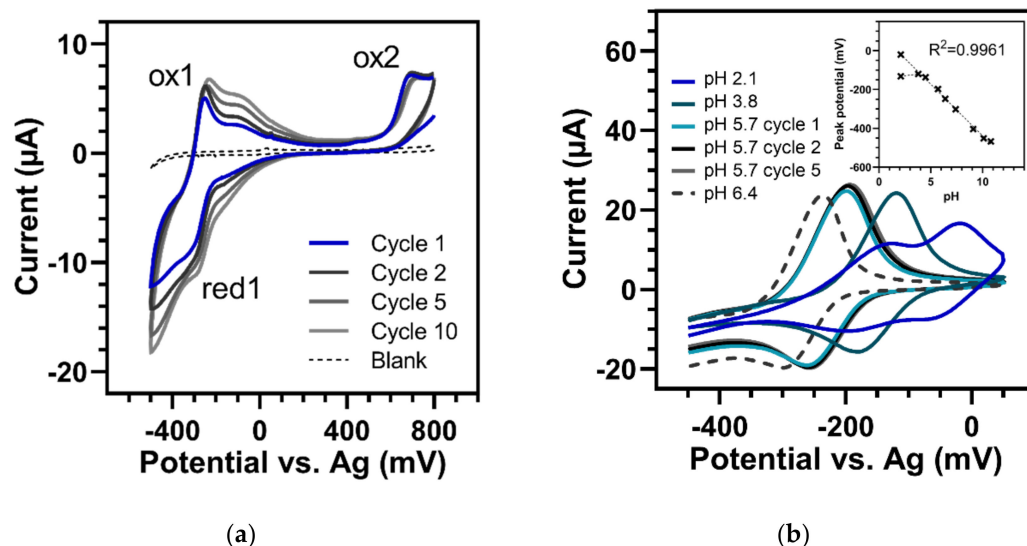 10
0
-10
-20
Current (µA)
ox1
ox2
red1
Cycle 1
Cycle 2
Cycle 5
Cycle 10
Blank
-400 0 400 800
Potential vs. Ag (mV)
(a)
60
40
20
0
-20
Current (µA)
pH 2.1
pH 3.8
pH 5.7 cycle 1
pH 5.7 cycle 2
pH 5.7 cycle 5
pH 6.4
Peak potential (mV)
0
-200
-400
-600
R²=0.9961
0 5 10
pH
-400 -200 0
Potential vs. Ag (mV)
(b)